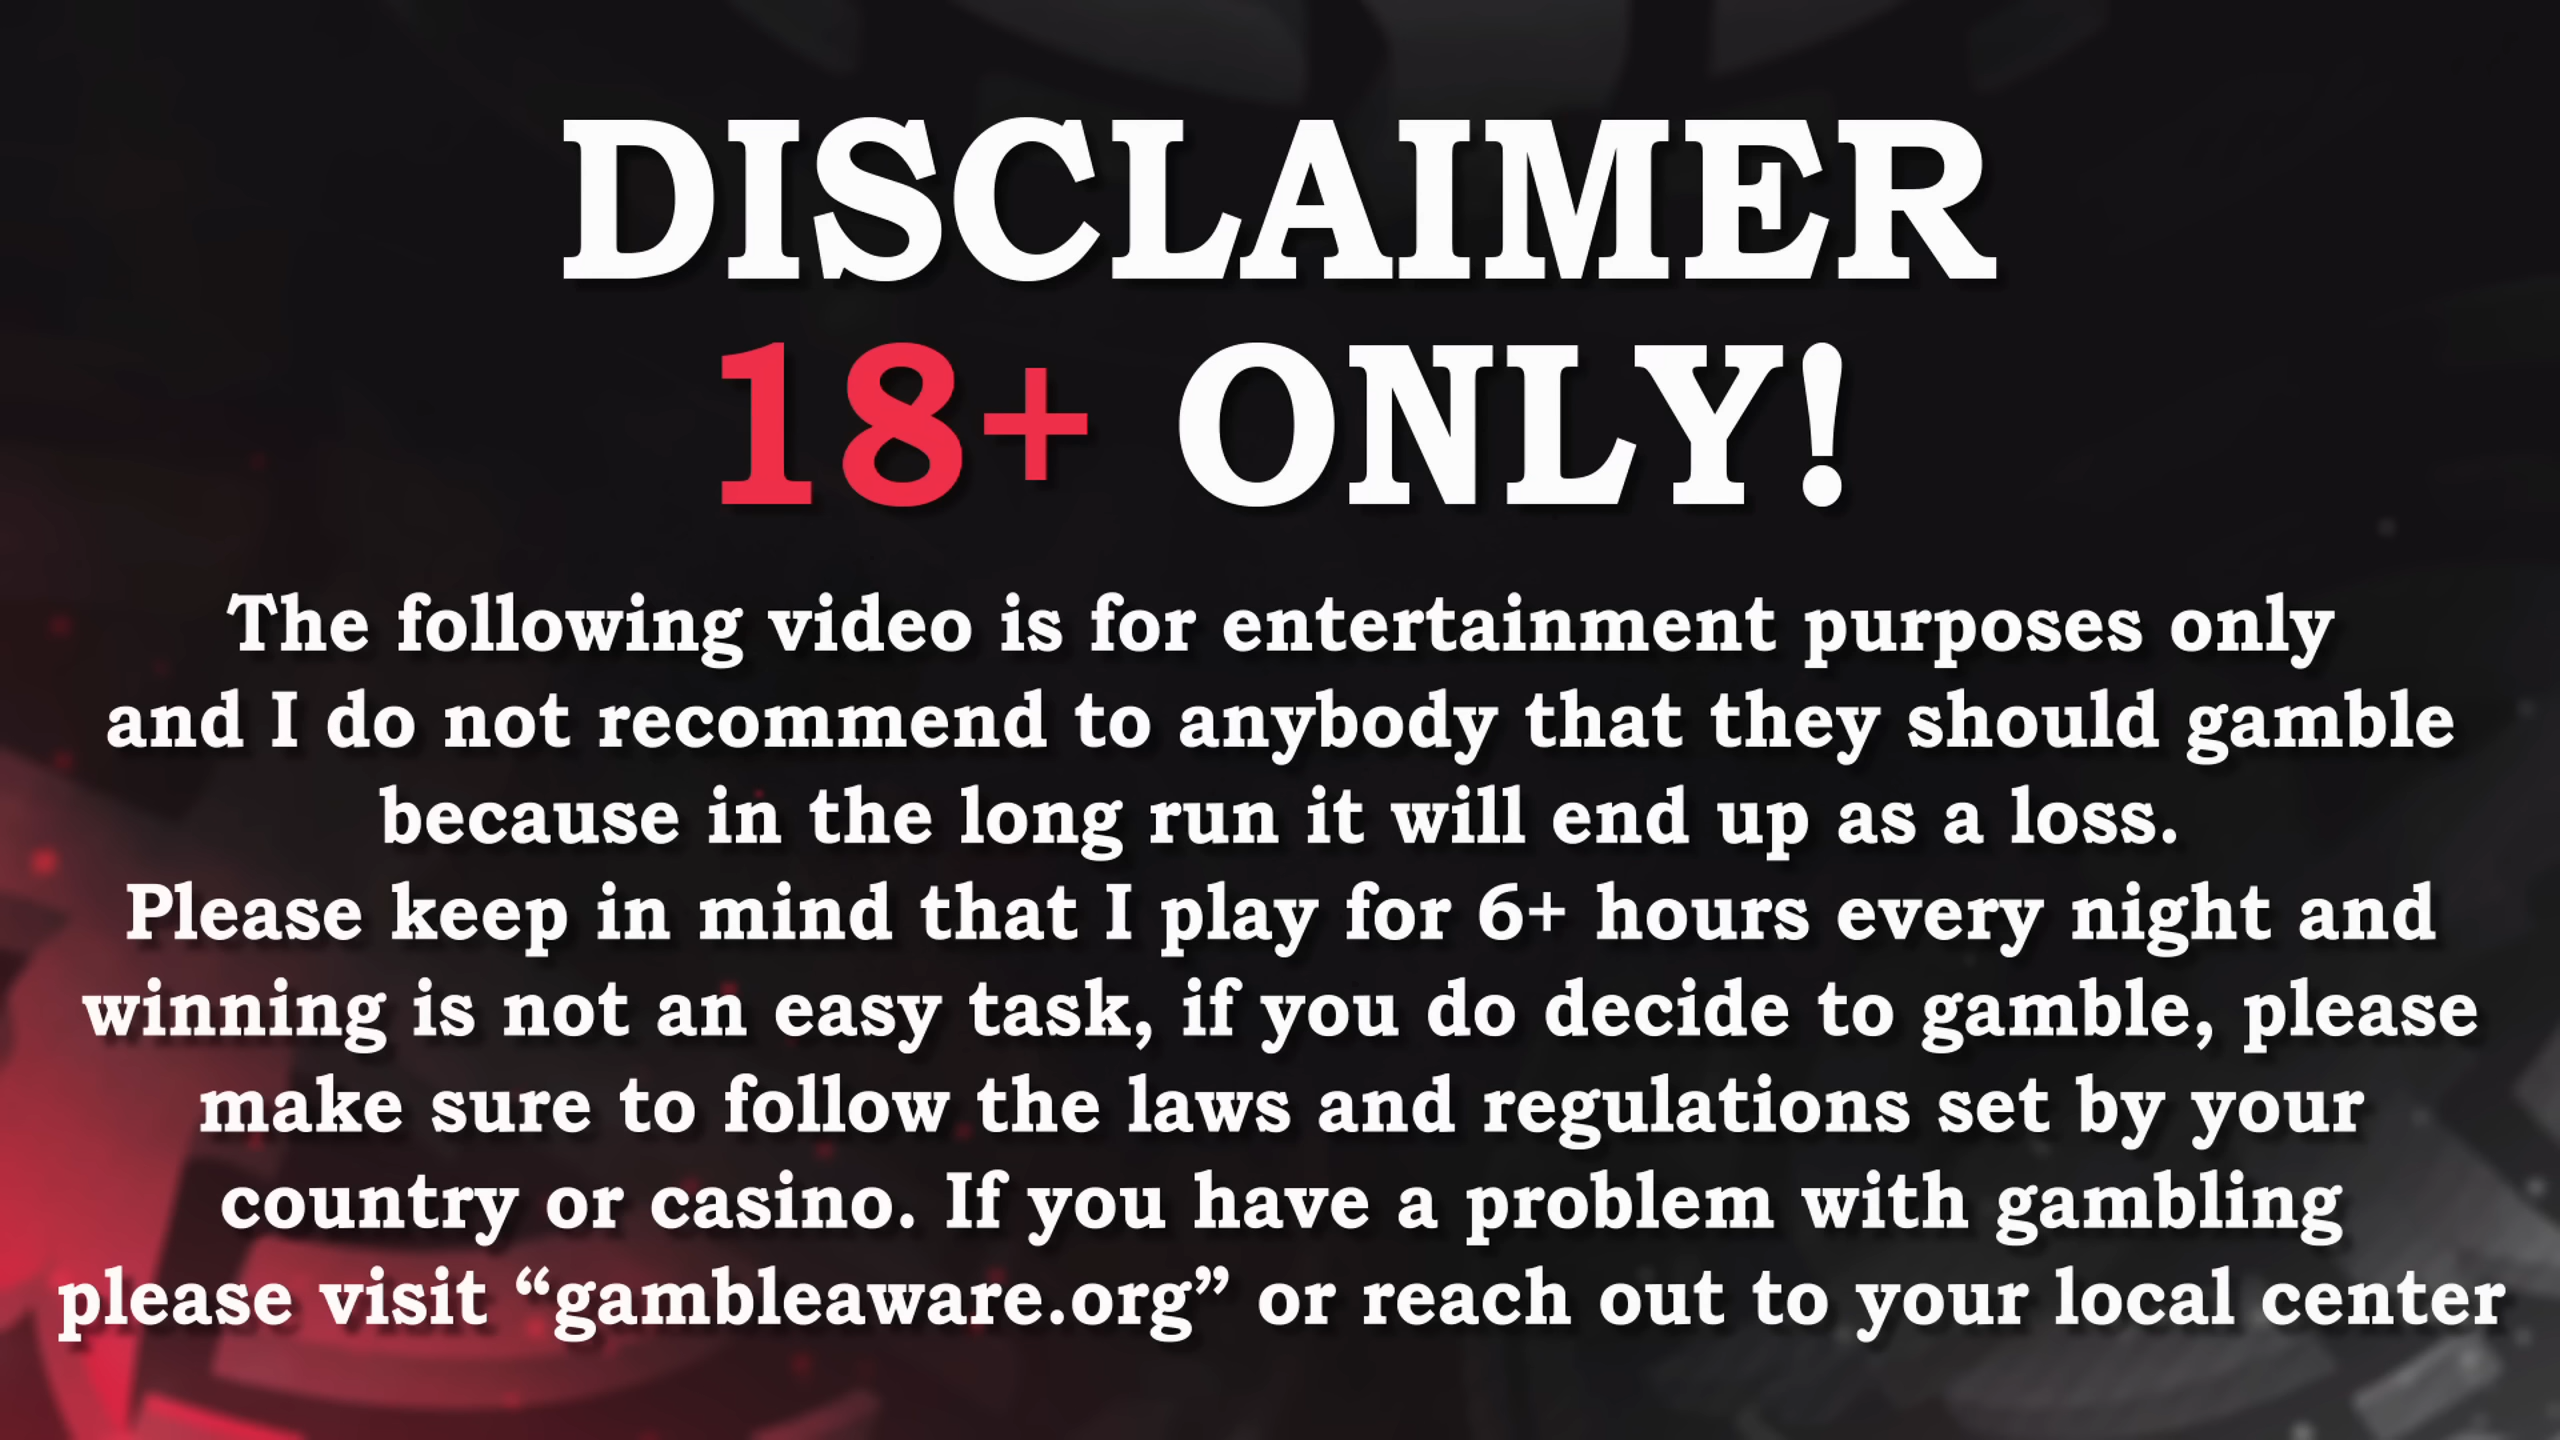 DISCLAIMER
18+ ONLY!
The following video is for entertainment purposes only
and I do not recommend to anybody that they should gamble
because in the long run it will end up as a loss.
Please keep in mind that I play for 6+ hours every night and
winning is not an easy task, if you do decide to gamble, please
make sure to follow the laws and regulations set by your
country or casino. If you have a problem with gambling
please visit “gambleaware.org” or reach out to your local center